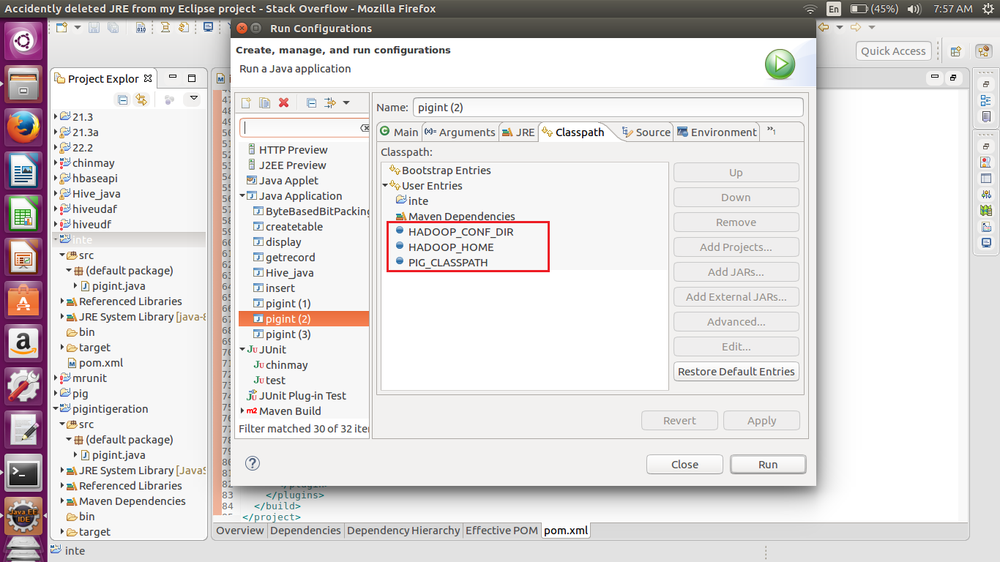 Accidently deleted JRE from my Eclipse project - Stack Overflow - Mozilla Firefox
En
(45%)
7:57 AM
Run Configurations
Create, manage, and run configurations
Run a Java application
Quick Access
Project Explor
21.3
21.3a
22.2
chinmay
hbaseapi
Hive_java
hiveudaf
hiveudf
inte
src
(default package)
pigint.java
Referenced Libraries
JRE System Library [java-8
bin
target
pom.xml
mrunit
pig
pigintigeration
src
(default package)
pigint.java
JRE System Library [JavaS
Referenced Libraries
Maven Dependencies
bin
target
HTTP Preview
J2EE Preview
Java Applet
Java Application
ByteBasedBitPacking
createtable
display
getrecord
Hive_java
insert
pigint (1)
pigint (2)
pigint (3)
JUnit
chinmay
test
JUnit Plug-in Test
m2 Maven Build
Filter matched 30 of 32 iter
Name: pigint (2)
Main
Arguments
JRE
Classpath
Source
Environment
»1
Classpath:
Bootstrap Entries
User Entries
inte
Maven Dependencies
HADOOP_CONF_DIR
HADOOP_HOME
PIG_CLASSPATH
Up
Down
Remove
Add Projects...
Add JARs...
Add External JARs...
Advanced...
Edit...
Restore Default Entries
Revert
Apply
Close
Run
82 </plugin>
83 </plugins>
84 </build>
</project>
Overview
Dependencies
Dependency Hierarchy
Effective POM
pom.xml
Java EE
IDE
inte